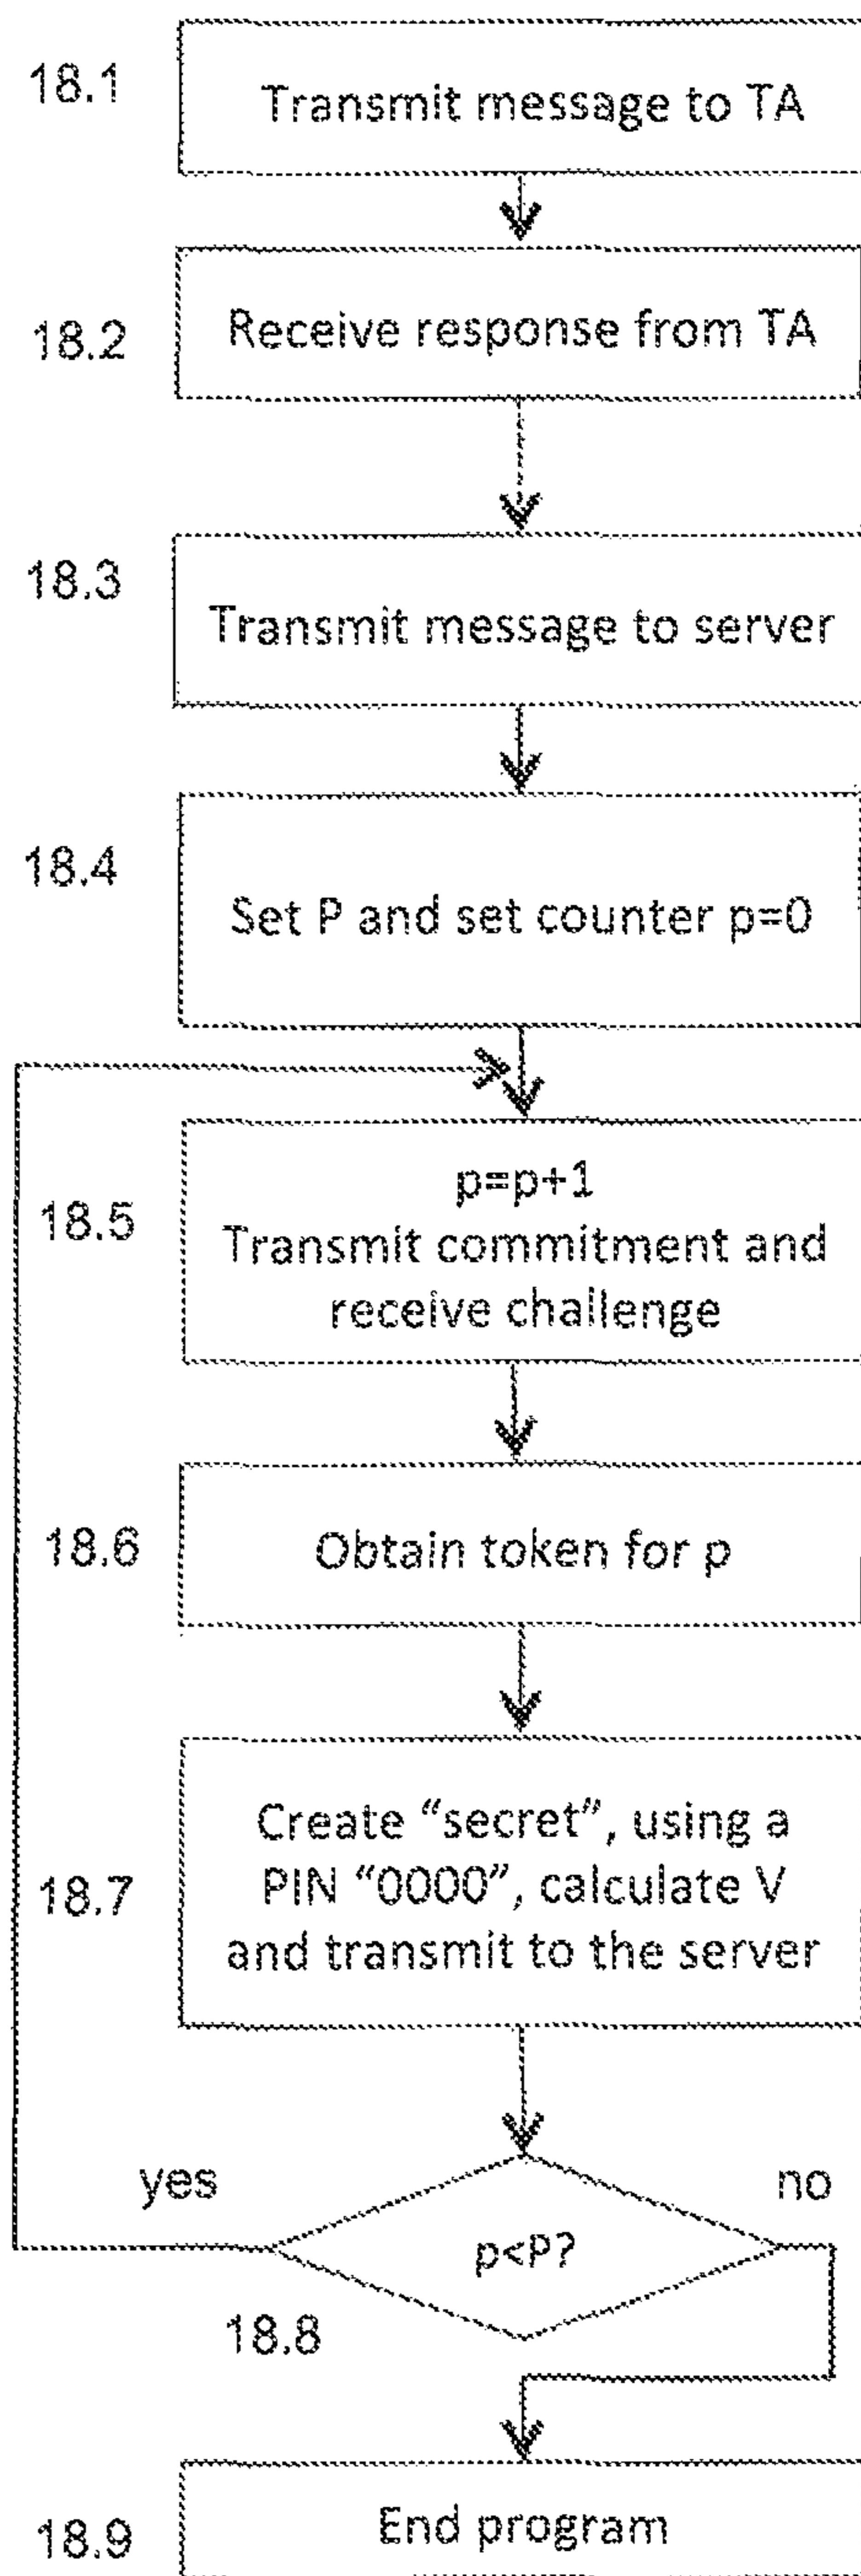 18.1
Transmit message to TA
18.2
Receive response from TA
18.3
Transmit message to server
18.4
Set P and set counter p=0
18.5
p=p+1
Transmit commitment and
receive challenge
18.6
Obtain token for p
18.7
Create “secret”, using a
PIN “0000”, calculate V
and transmit to the server
yes
no
p<P?
18.8
18.9
End program